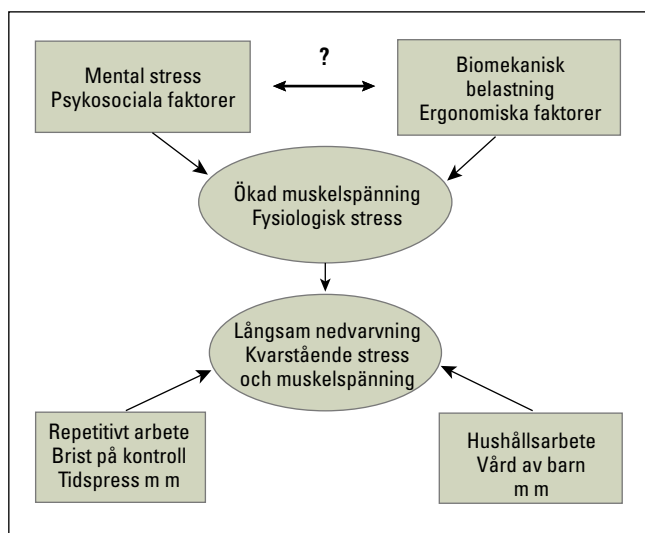 ?
Mental stress
Psykosociala faktorer
Biomekanisk
belastning
Ergonomiska faktorer
Ökad muskelspänning
Fysiologisk stress
Långsam nedvarvning
Kvarstående stress
och muskelspänning
Repetitivt arbete
Brist på kontroll
Tidspress m m
Hushållsarbete
Vård av barn
m m